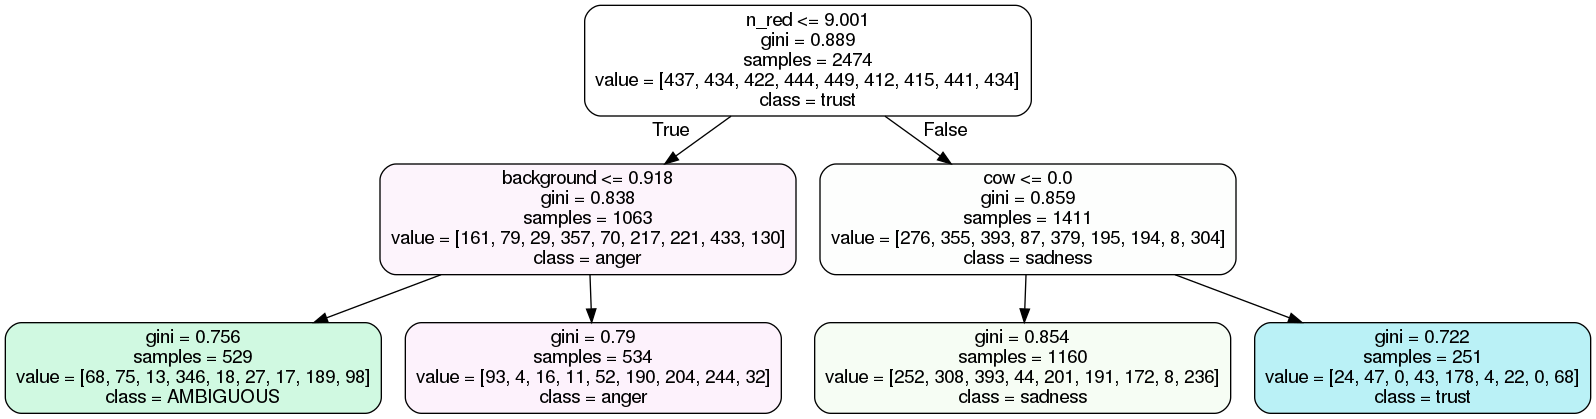 n_red <= 9.001
gini = 0.889
samples = 2474
value = [437, 434, 422, 444, 449, 412, 415, 441, 434]
class = trust
True
False
background <= 0.918
gini = 0.838
samples = 1063
value = [161, 79, 29, 357, 70, 217, 221, 433, 130]
class = anger
cow <= 0.0
gini = 0.859
samples = 1411
value = [276, 355, 393, 87, 379, 195, 194, 8, 304]
class = sadness
gini = 0.756
samples = 529
value = [68, 75, 13, 346, 18, 27, 17, 189, 98]
class = AMBIGUOUS
gini = 0.79
samples = 534
value = [93, 4, 16, 11, 52, 190, 204, 244, 32]
class = anger
gini = 0.854
samples = 1160
value = [252, 308, 393, 44, 201, 191, 172, 8, 236]
class = sadness
gini = 0.722
samples = 251
value = [24, 47, 0, 43, 178, 4, 22, 0, 68]
class = trust